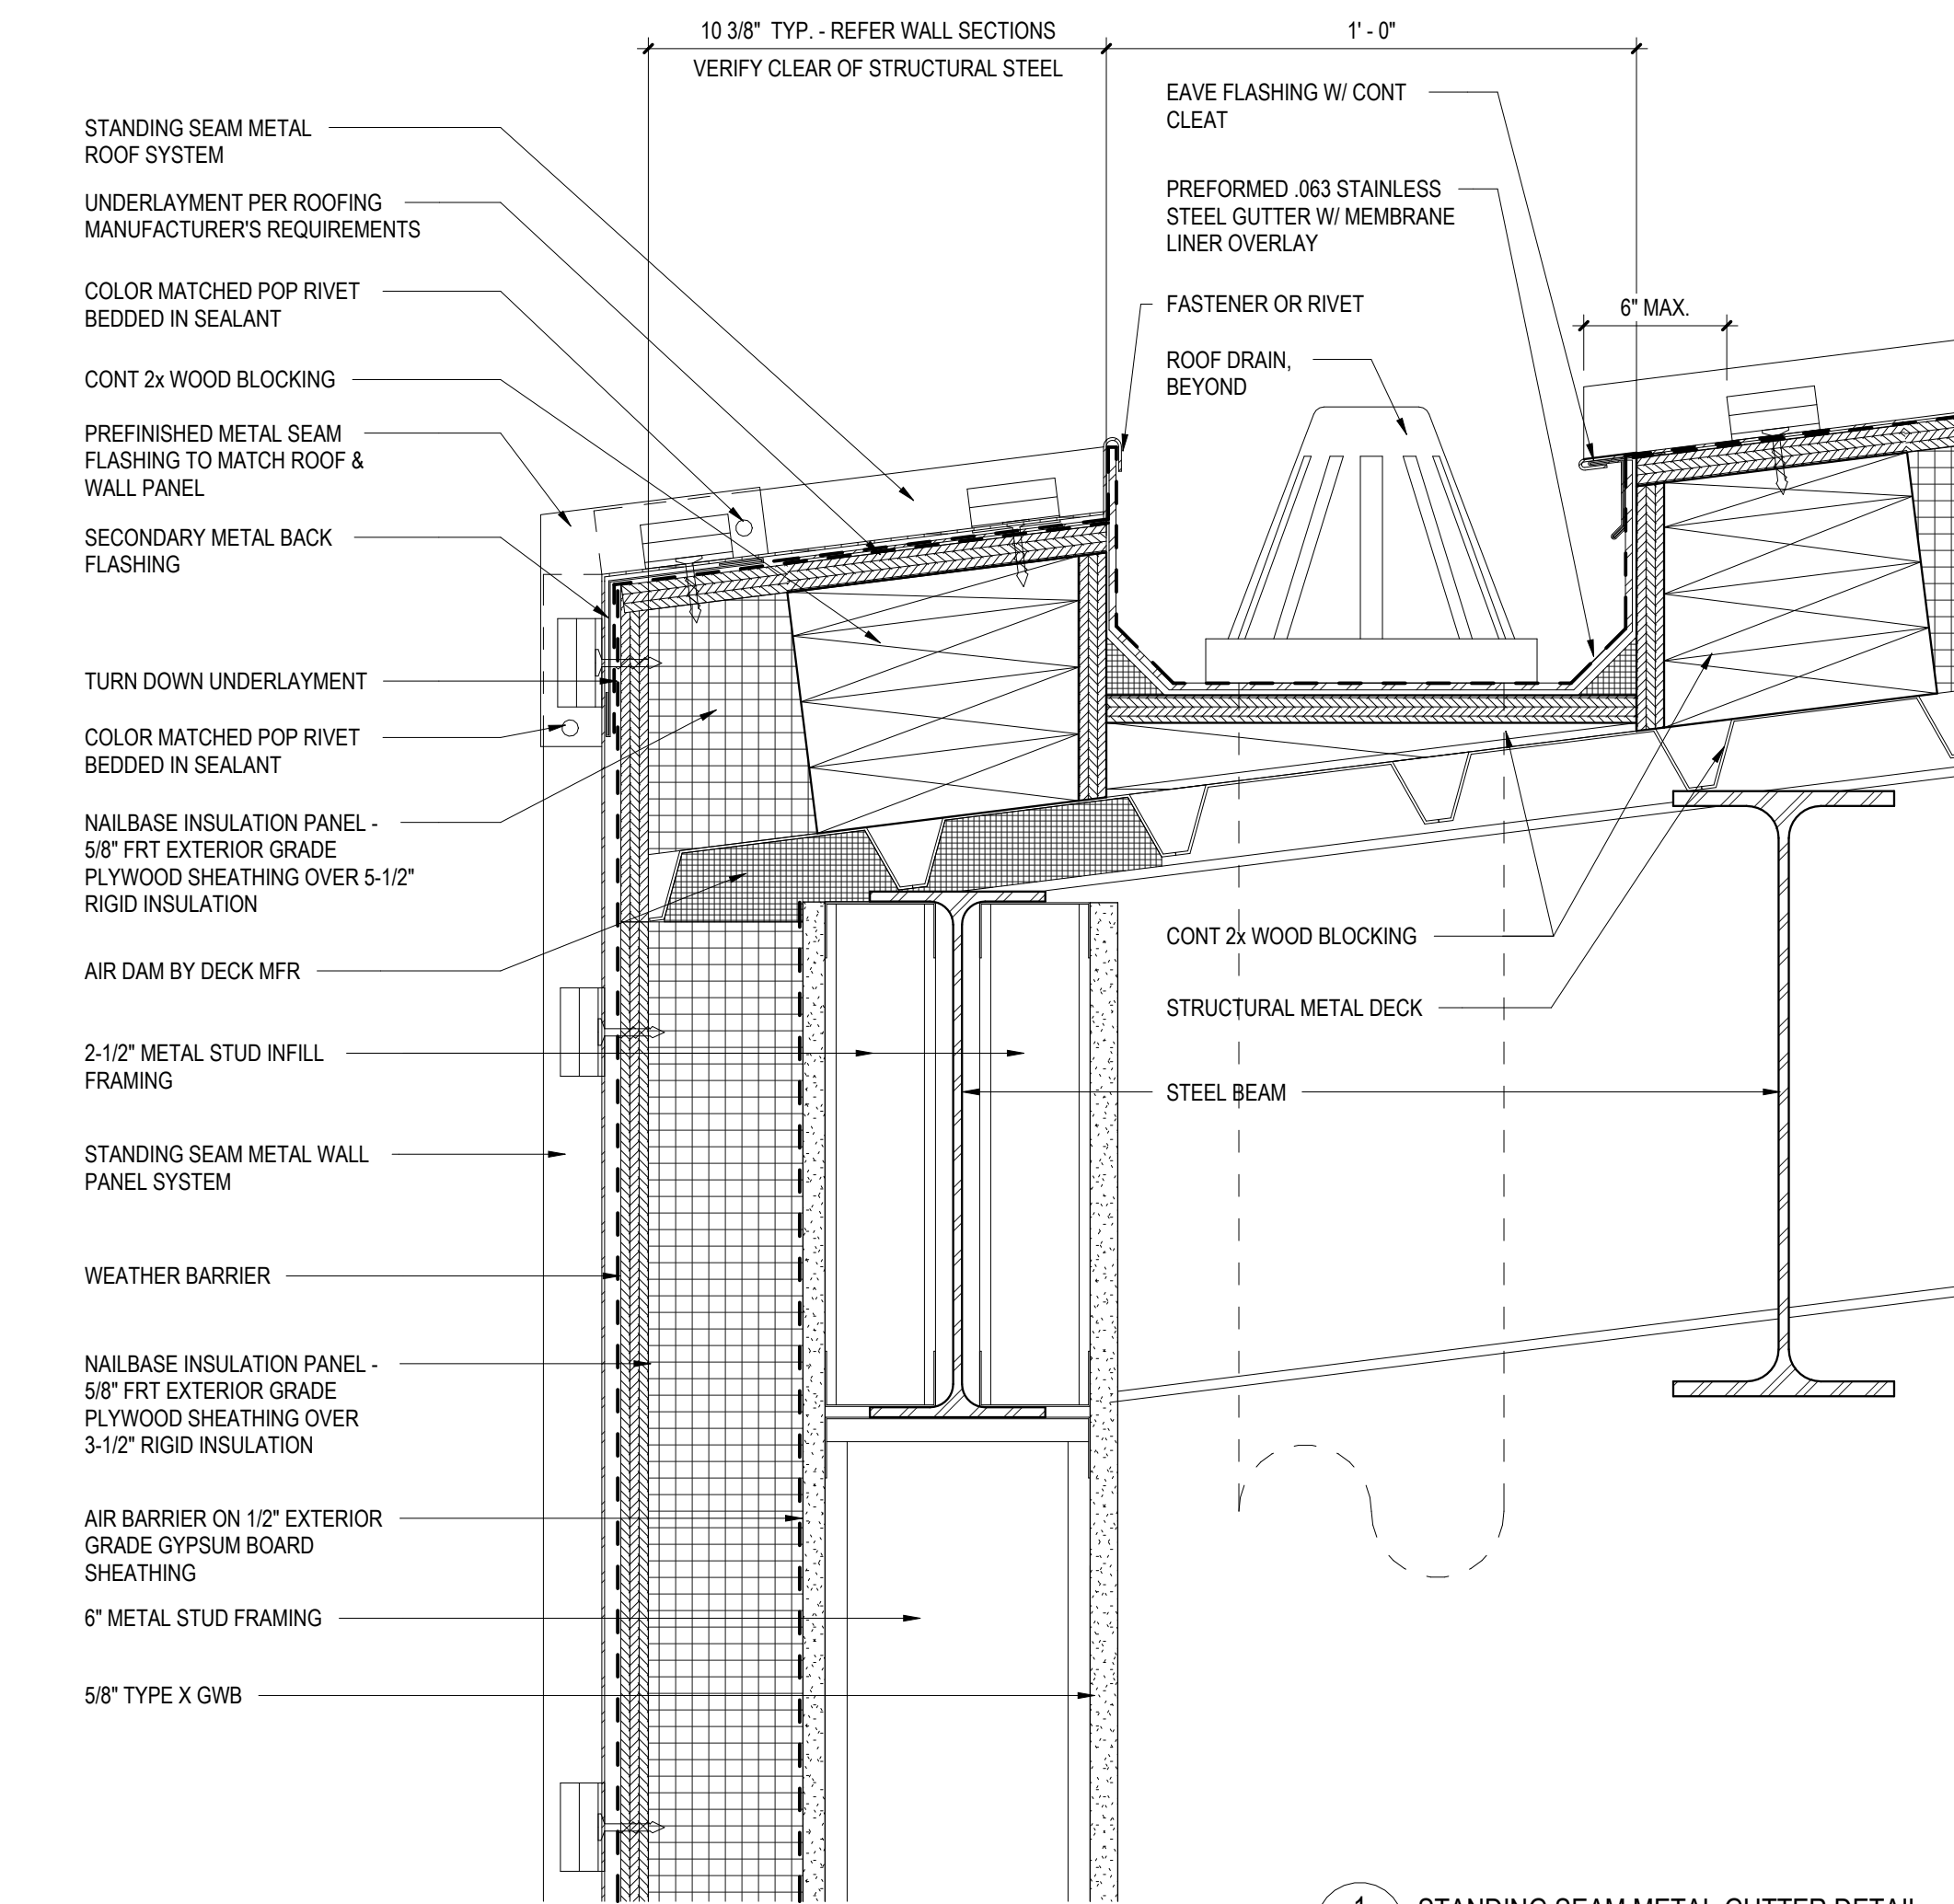 10 3/8" TYP. - REFER WALL SECTIONS
VERIFY CLEAR OF STRUCTURAL STEEL
1' - 0"
STANDING SEAM METAL
ROOF SYSTEM
UNDERLAYMENT PER ROOFING
MANUFACTURER'S REQUIREMENTS
COLOR MATCHED POP RIVET
BEDDED IN SEALANT
CONT 2x WOOD BLOCKING
PREFINISHED METAL SEAM
FLASHING TO MATCH ROOF &
WALL PANEL
SECONDARY METAL BACK
FLASHING
TURN DOWN UNDERLAYMENT
COLOR MATCHED POP RIVET
BEDDED IN SEALANT
NAILBASE INSULATION PANEL -
5/8" FRT EXTERIOR GRADE
PLYWOOD SHEATHING OVER 5-1/2"
RIGID INSULATION
AIR DAM BY DECK MFR
2-1/2" METAL STUD INFILL
FRAMING
STANDING SEAM METAL WALL
PANEL SYSTEM
WEATHER BARRIER
NAILBASE INSULATION PANEL -
5/8" FRT EXTERIOR GRADE
PLYWOOD SHEATHING OVER
3-1/2" RIGID INSULATION
AIR BARRIER ON 1/2" EXTERIOR
GRADE GYPSUM BOARD
SHEATHING
6" METAL STUD FRAMING
5/8" TYPE X GWB
EAVE FLASHING W/ CONT
CLEAT
PREFORMED .063 STAINLESS
STEEL GUTTER W/ MEMBRANE
LINER OVERLAY
FASTENER OR RIVET
6" MAX.
ROOF DRAIN,
BEYOND
CONT 2x WOOD BLOCKING
STRUCTURAL METAL DECK
STEEL BEAM
1
STANDING SEAM METAL GUTTER DETAIL